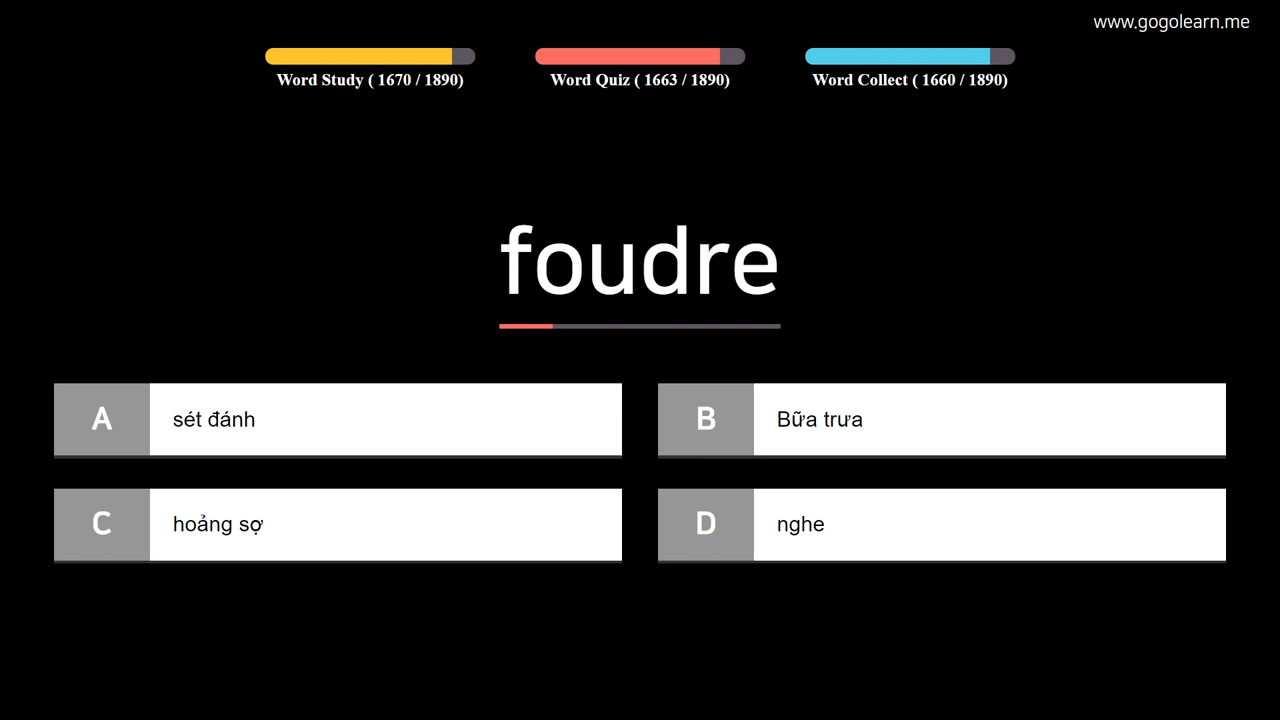 www.gogolearn.me
Word Study ( 1670 / 1890)
Word Quiz ( 1663 / 1890)
Word Collect ( 1660 / 1890)
foudre
A sét đánh
B Bữa trưa
C hoảng sợ
D nghe